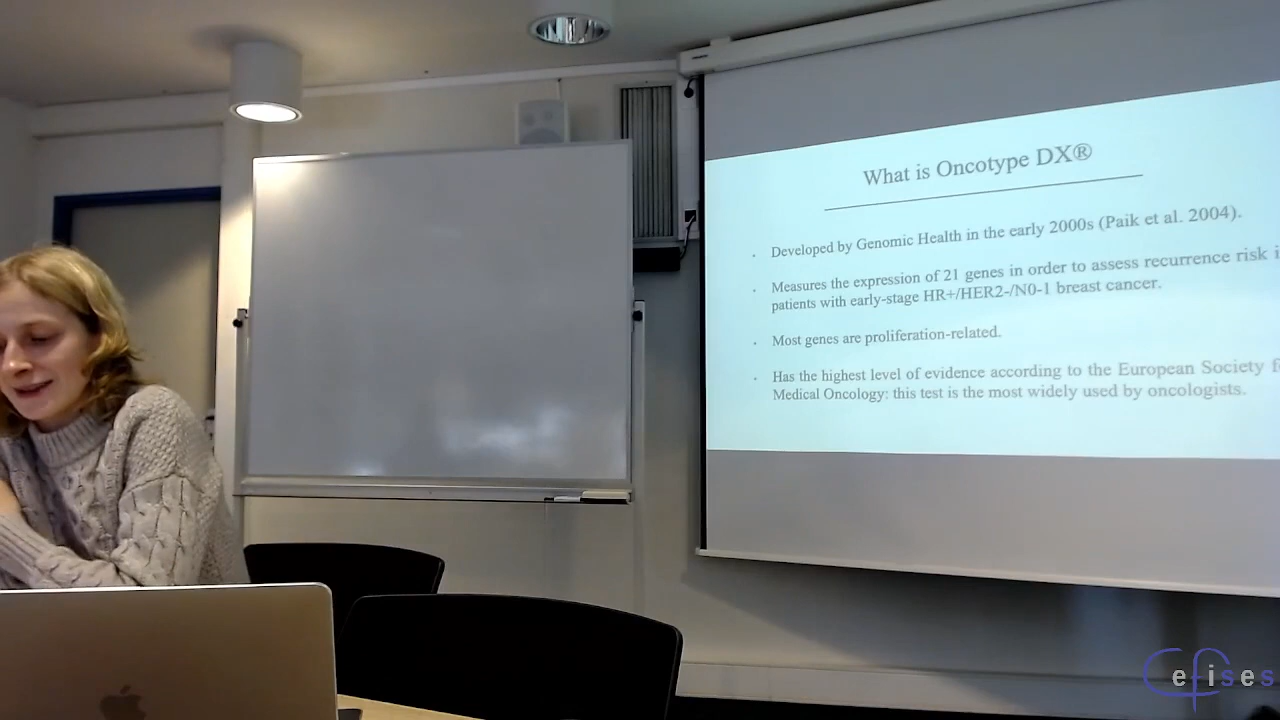 What is Oncotype DX®
Developed by Genomic Health in the early 2000s (Paik et al. 2004).
Measures the expression of 21 genes in order to assess recurrence risk
patients with early-stage HR+/HER2-/N0-1 breast cancer.
Most genes are proliferation-related.
Has the highest level of evidence according to the European Society
Medical Oncology: this test is the most widely used by oncologists.
Cefises